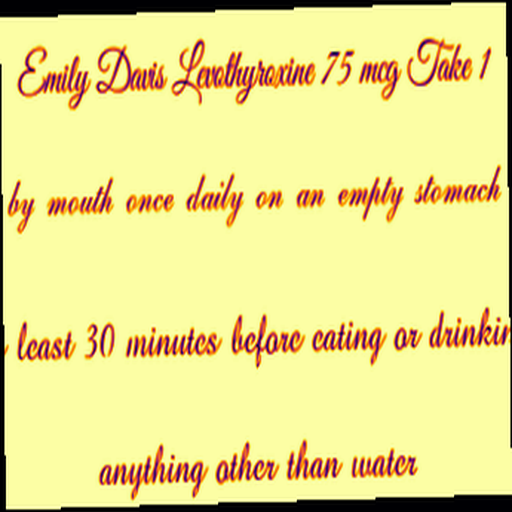 Emily Davis Levothyroxine 75 mcg Take 1
by mouth once daily on an empty stomach
least 30 minutes before eating or drinkin
anything other than water